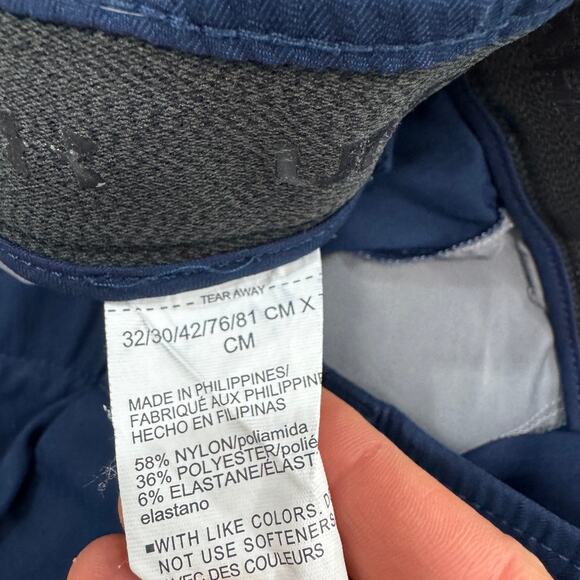 TEAR AWAY
32/30/42/76/81 CM X
CM
MADE IN PHILIPPINES/
FABRIQUÉ AUX PHILIPPINE
HECHO EN FILIPINAS
58% NYLON/poliamida
36% POLYESTER/polié
6% ELASTANE/ÉLAST
elastano
■WITH LIKE COLORS. D
NOT USE SOFTENERS
AVEC DES COULEURS